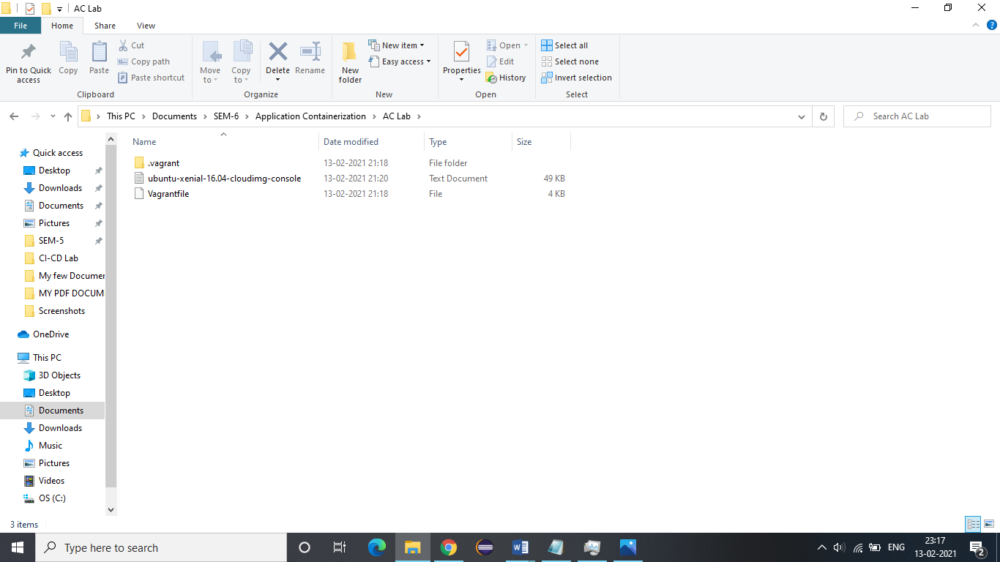 AC Lab
File Home Share View
Pin to Quick access
Copy
Paste
Cut
Copy path
Paste shortcut
Clipboard
Move to
Copy to
Delete
Rename
Organize
New folder
New item
Easy access
New
Properties
Open
Edit
History
Open
Select all
Select none
Invert selection
Select
This PC > Documents > SEM-6 > Application Containerization > AC Lab >
Search AC Lab
Quick access
Desktop
Downloads
Documents
Pictures
SEM-5
CI-CD Lab
My few Documen
MY PDF DOCUM
Screenshots
OneDrive
This PC
3D Objects
Desktop
Documents
Downloads
Music
Pictures
Videos
OS (C:)
Name Date modified Type Size
.vagrant 13-02-2021 21:18 File folder
ubuntu-xenial-16.04-cloudimg-console 13-02-2021 21:20 Text Document 49 KB
Vagrantfile 13-02-2021 21:18 File 4 KB
3 items
Type here to search
ENG
23:17
13-02-2021
2